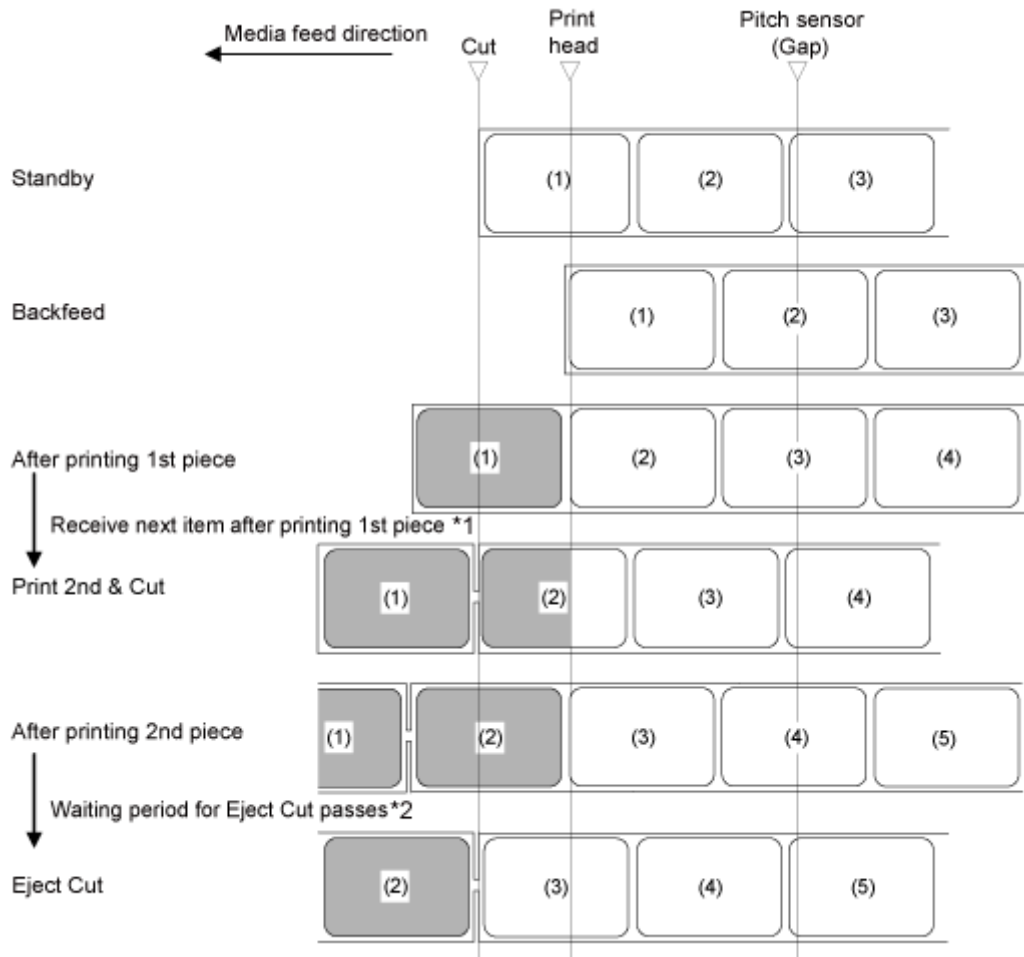 Media feed direction
Cut
Print
head
Pitch sensor
(Gap)
Standby
(1)
(2)
(3)
Backfeed
(1)
(2)
(3)
After printing 1st piece
(1)
(2)
(3)
(4)
Receive next item after printing 1st piece *1
Print 2nd & Cut
(1)
(2)
(3)
(4)
After printing 2nd piece
(1)
(2)
(3)
(4)
(5)
Waiting period for Eject Cut passes*2
Eject Cut
(2)
(3)
(4)
(5)